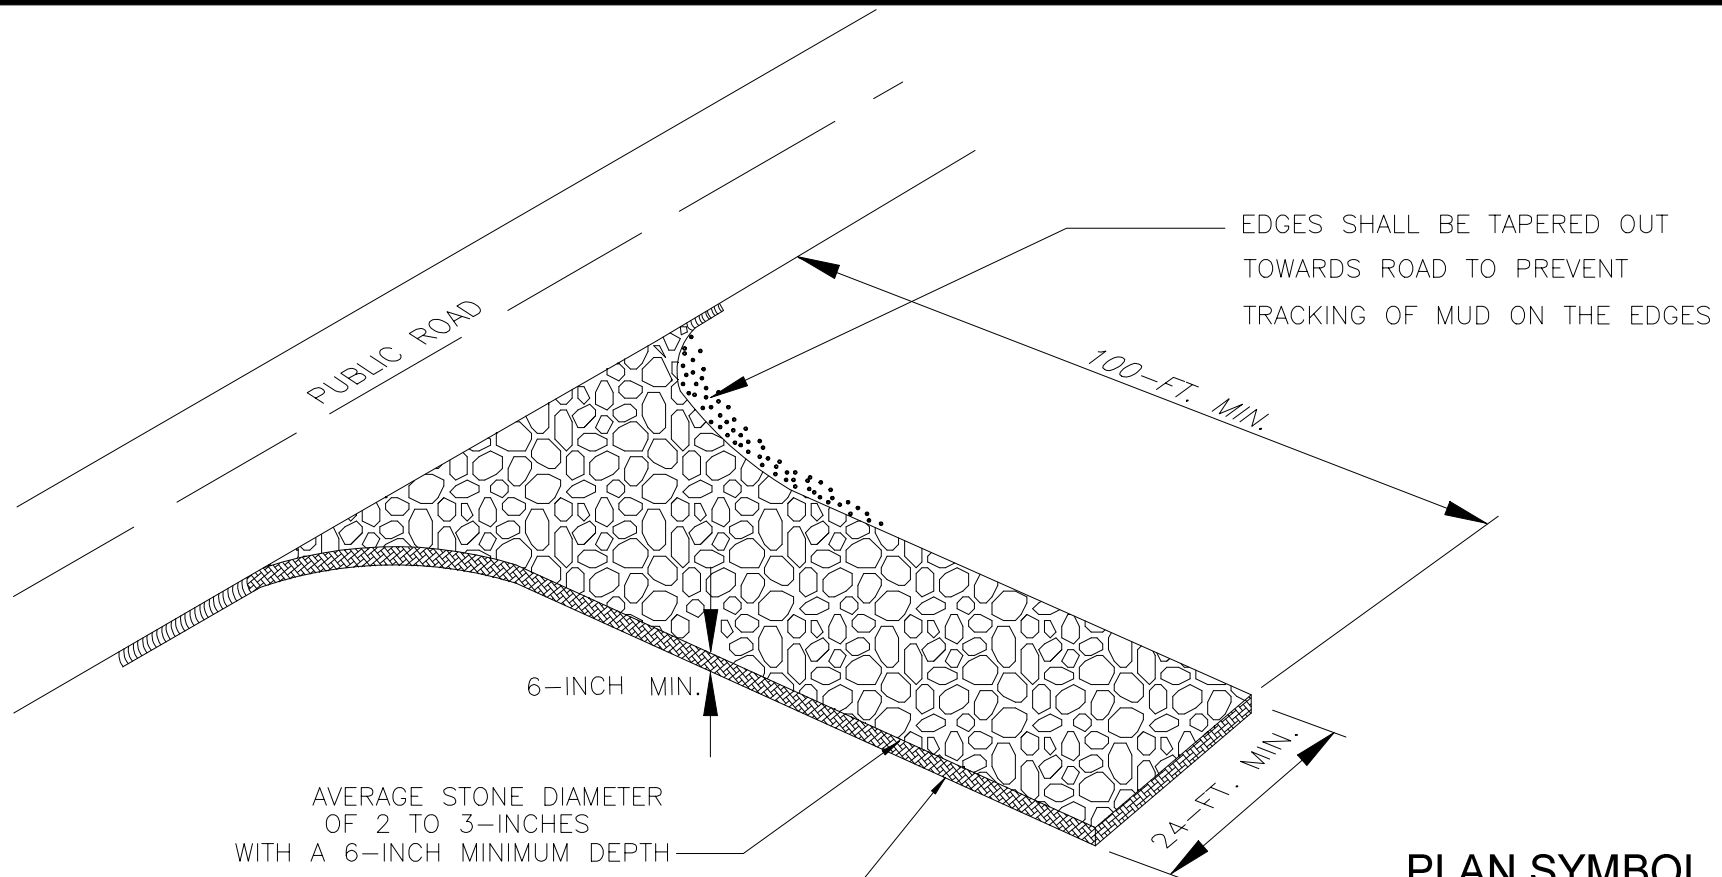 EDGES SHALL BE TAPERED OUT
TOWARDS ROAD TO PREVENT
TRACKING OF MUD ON THE EDGES
PUBLIC ROAD
100-FT. MIN.
6-INCH MIN.
24-FT. MIN.
AVERAGE STONE DIAMETER
OF 2 TO 3-INCHES
WITH A 6-INCH MINIMUM DEPTH
PLAN SYMBOL